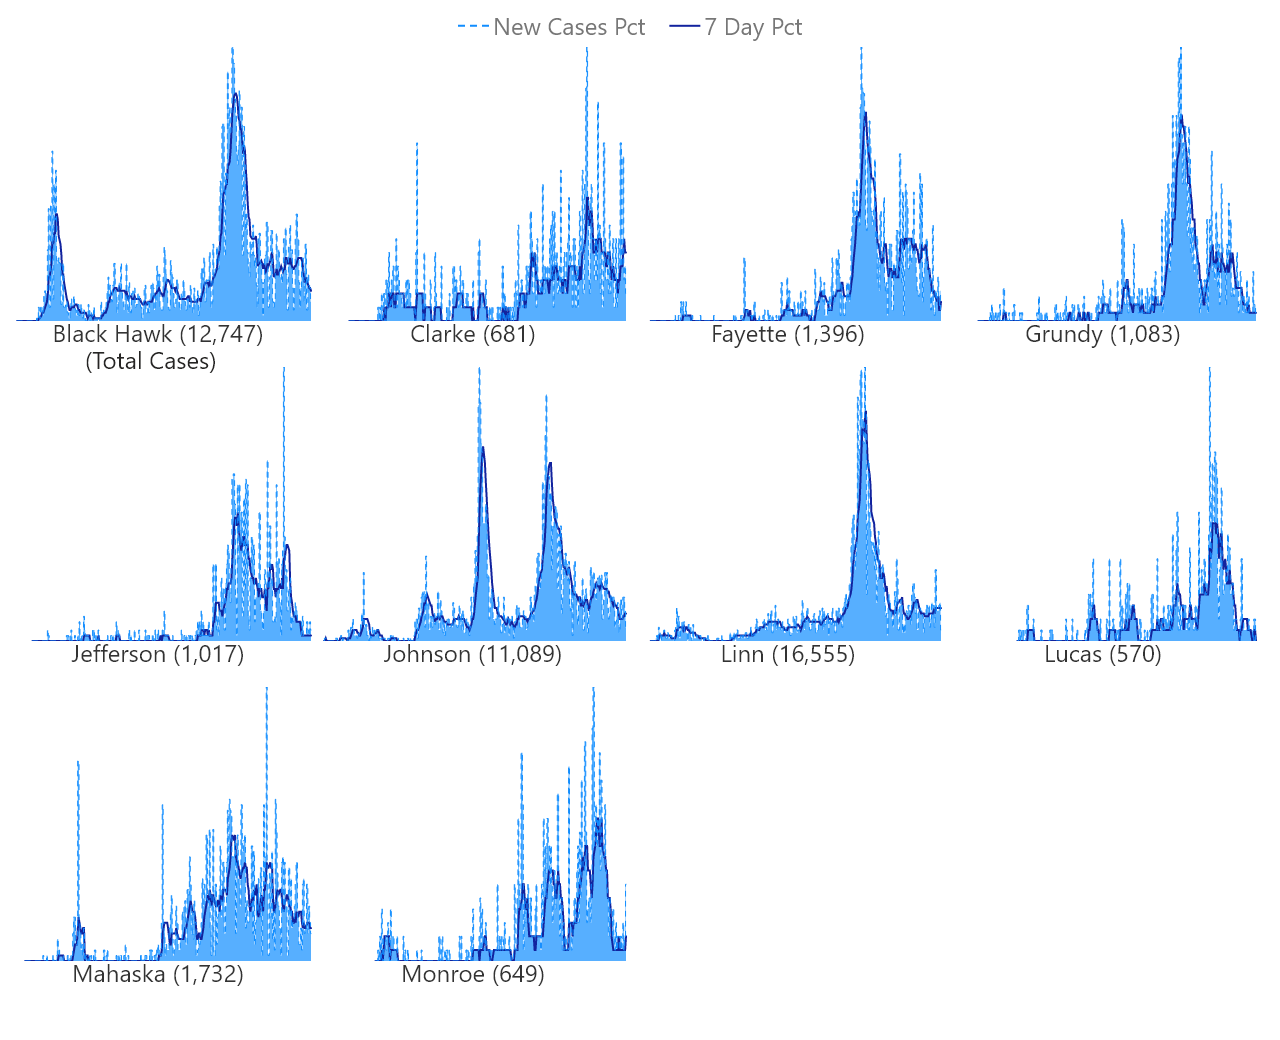 New Cases Pct 7 Day Pct
Black Hawk (12,747)
(Total Cases)
Clarke (681)
Fayette (1,396)
Grundy (1,083)
Jefferson (1,017)
Johnson (11,089)
Linn (16,555)
Lucas (570)
Mahaska (1,732)
Monroe (649)